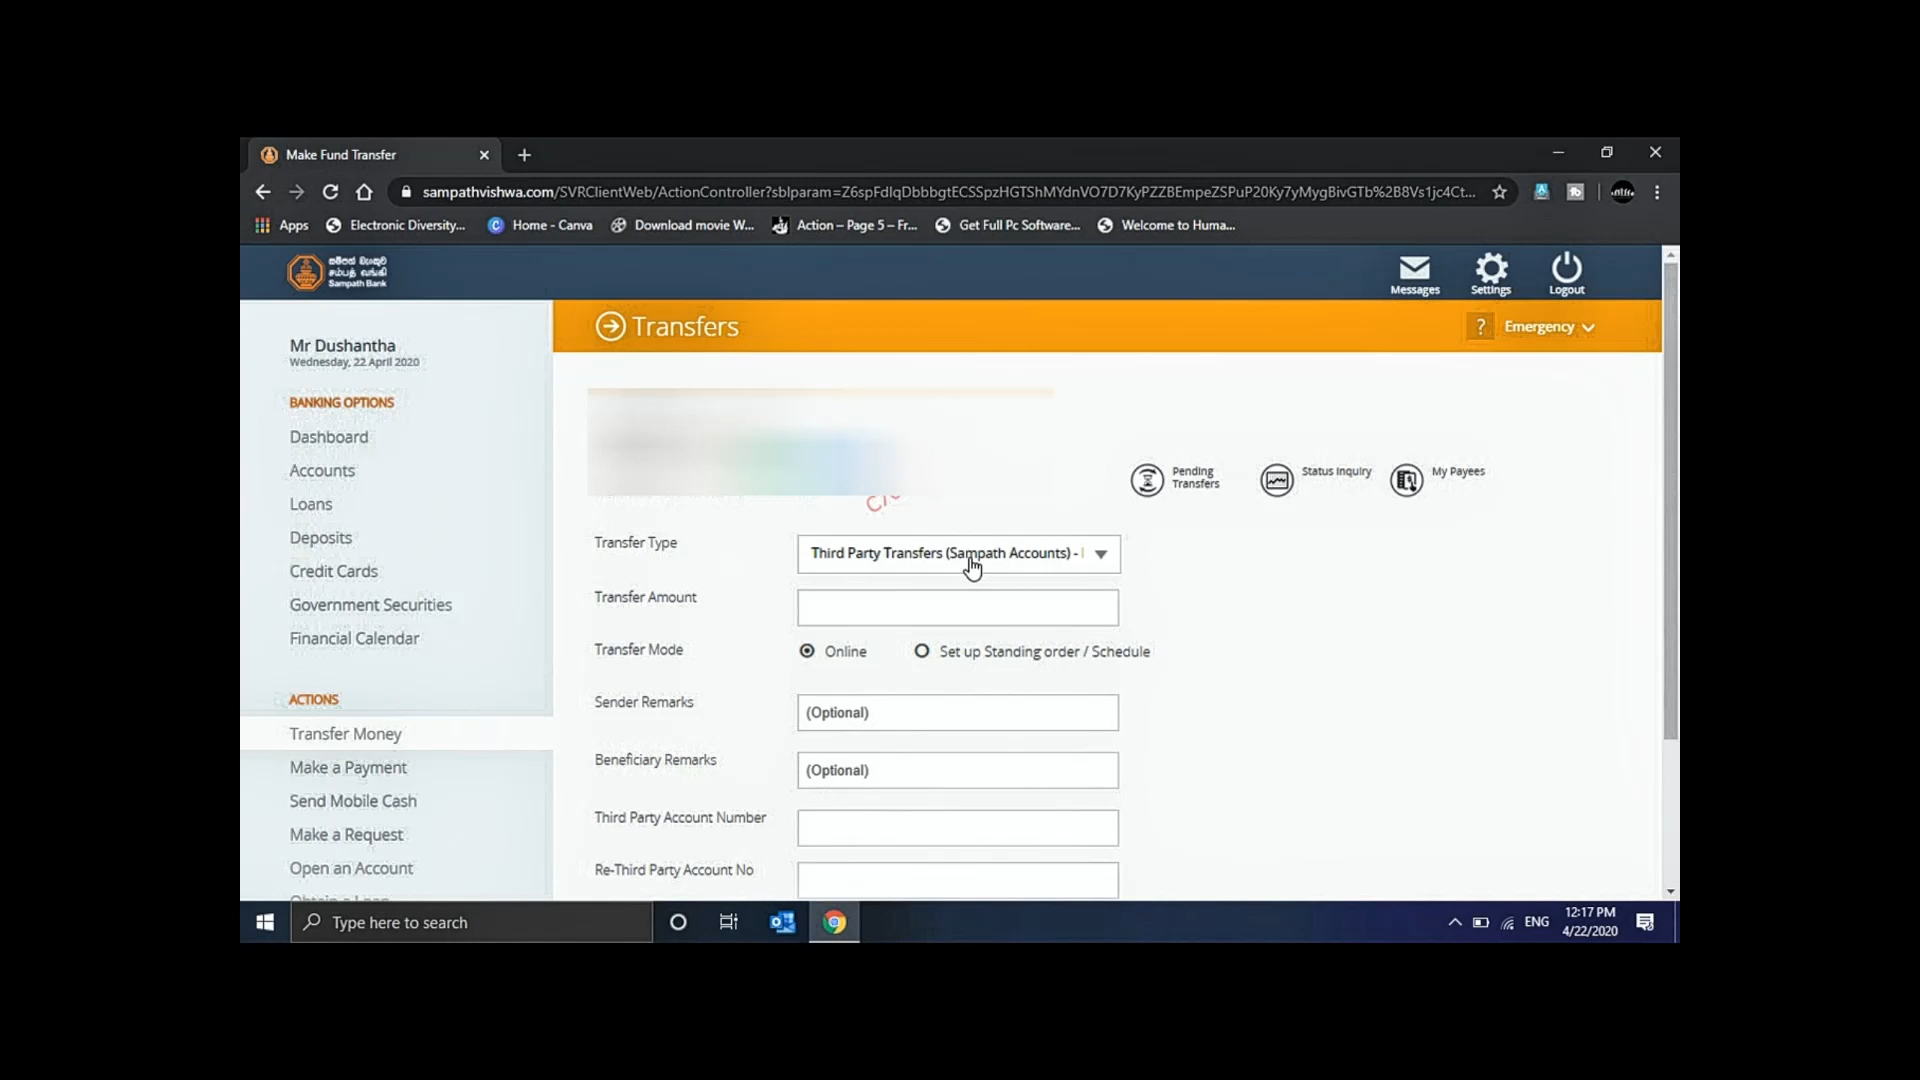 Make Fund Transfer
sampathvishwa.com/SVRClientWeb/ActionController?sblparam=Z6spFdlqDbbbgtECSSpzHGTShMYdnVO7D7KyPZZBEmpeZSPuP20Ky7yMygBivGTb%2B8Vs1jc4Ct...
Apps
Electronic Diversity...
Home - Canva
Download movie W...
Action – Page 5 – Fr...
Get Full Pc Software...
Welcome to Huma...
සම්පත් බැංකුව
சம்பத் வங்கி
Sampath Bank
Messages
Settings
Logout
Transfers
?
Emergency
Mr Dushantha
Wednesday, 22 April 2020
BANKING OPTIONS
Dashboard
Accounts
Loans
Deposits
Credit Cards
Government Securities
Financial Calendar
ACTIONS
Transfer Money
Make a Payment
Send Mobile Cash
Make a Request
Open an Account
Pending
Transfers
Status Inquiry
My Payees
Transfer Type
Third Party Transfers (Sampath Accounts) -
Transfer Amount
Transfer Mode
Online
Set up Standing order / Schedule
Sender Remarks
(Optional)
Beneficiary Remarks
(Optional)
Third Party Account Number
Re-Third Party Account No
Type here to search
ENG
12:17 PM
4/22/2020